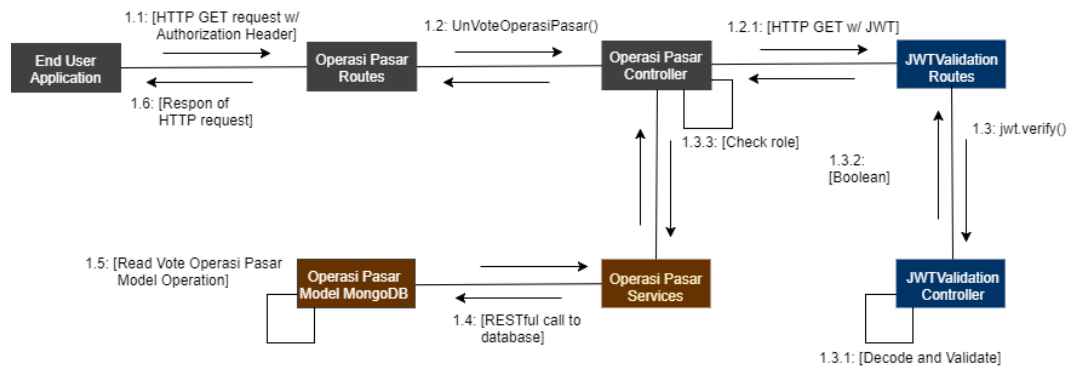 1.1: [HTTP GET request w/
Authorization Header]
1.2: UnVoteOperasiPasar()
1.2.1: [HTTP GET w/ JWT]
End User
Application
Operasi Pasar
Routes
Operasi Pasar
Controller
JWTValidation
Routes
1.6: [Respon of
HTTP request]
1.3.3: [Check role]
1.3: jwt.verify()
1.3.2:
[Boolean]
1.5: [Read Vote Operasi Pasar
Model Operation]
Operasi Pasar
Model MongoDB
Operasi Pasar
Services
JWTValidation
Controller
1.4: [RESTful call to
database]
1.3.1: [Decode and Validate]